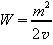 W = m²/2v